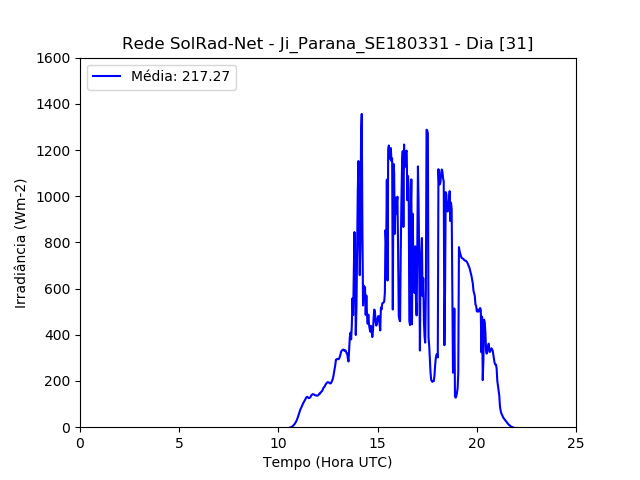 Rede SolRad-Net - Ji_Parana_SE180331 - Dia [31]
Média: 217.27
Irradiância (Wm-2)
1600
1400
1200
1000
800
600
400
200
0
0 5 10 15 20 25
Tempo (Hora UTC)